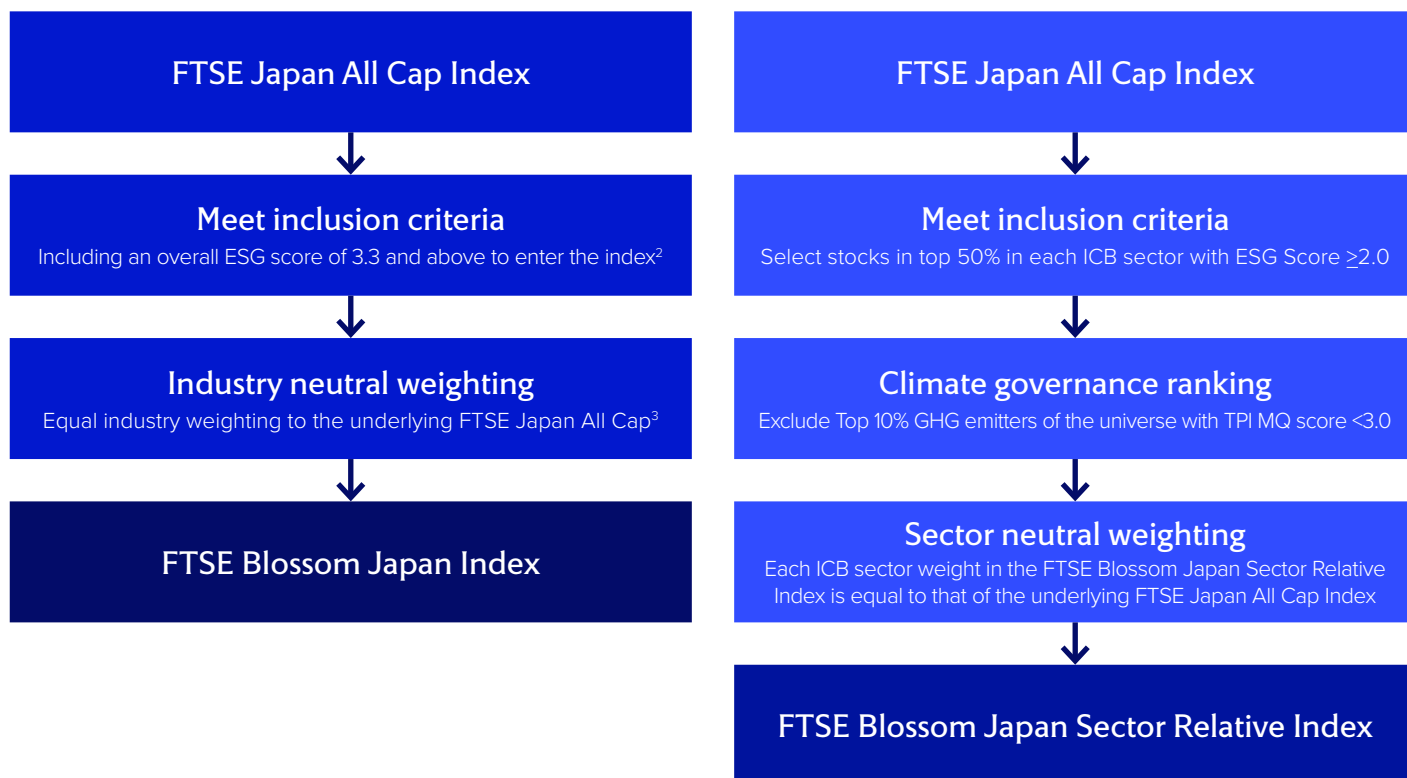 FTSE Japan All Cap Index
Meet inclusion criteria
Including an overall ESG score of 3.3 and above to enter the index²
Industry neutral weighting
Equal industry weighting to the underlying FTSE Japan All Cap³
FTSE Blossom Japan Index
FTSE Japan All Cap Index
Meet inclusion criteria
Select stocks in top 50% in each ICB sector with ESG Score ≥2.0
Climate governance ranking
Exclude Top 10% GHG emitters of the universe with TPI MQ score <3.0
Sector neutral weighting
Each ICB sector weight in the FTSE Blossom Japan Sector Relative
Index is equal to that of the underlying FTSE Japan All Cap Index
FTSE Blossom Japan Sector Relative Index